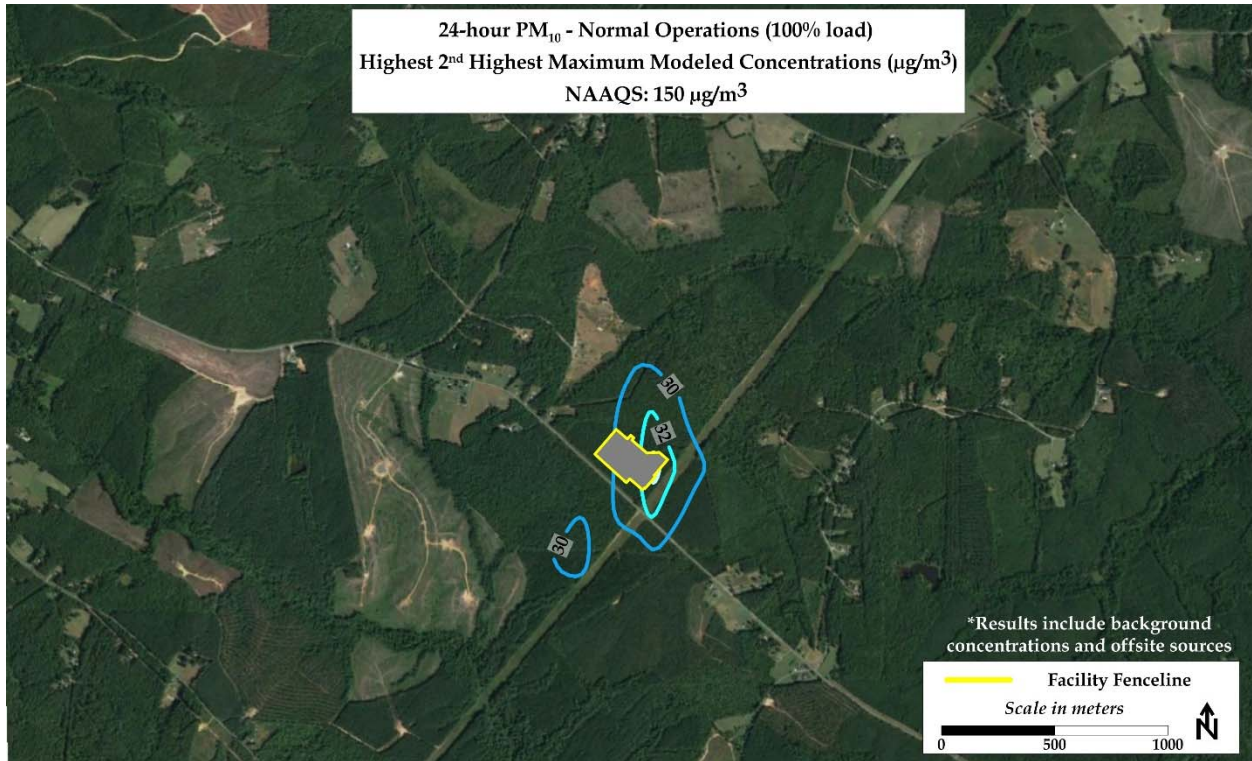 24-hour PM₁₀ - Normal Operations (100% load)
Highest 2ⁿᵈ Highest Maximum Modeled Concentrations (µg/m³)
NAAQS: 150 µg/m³
30
32
30
*Results include background
concentrations and offsite sources
Facility Fenceline
Scale in meters
0 500 1000
N